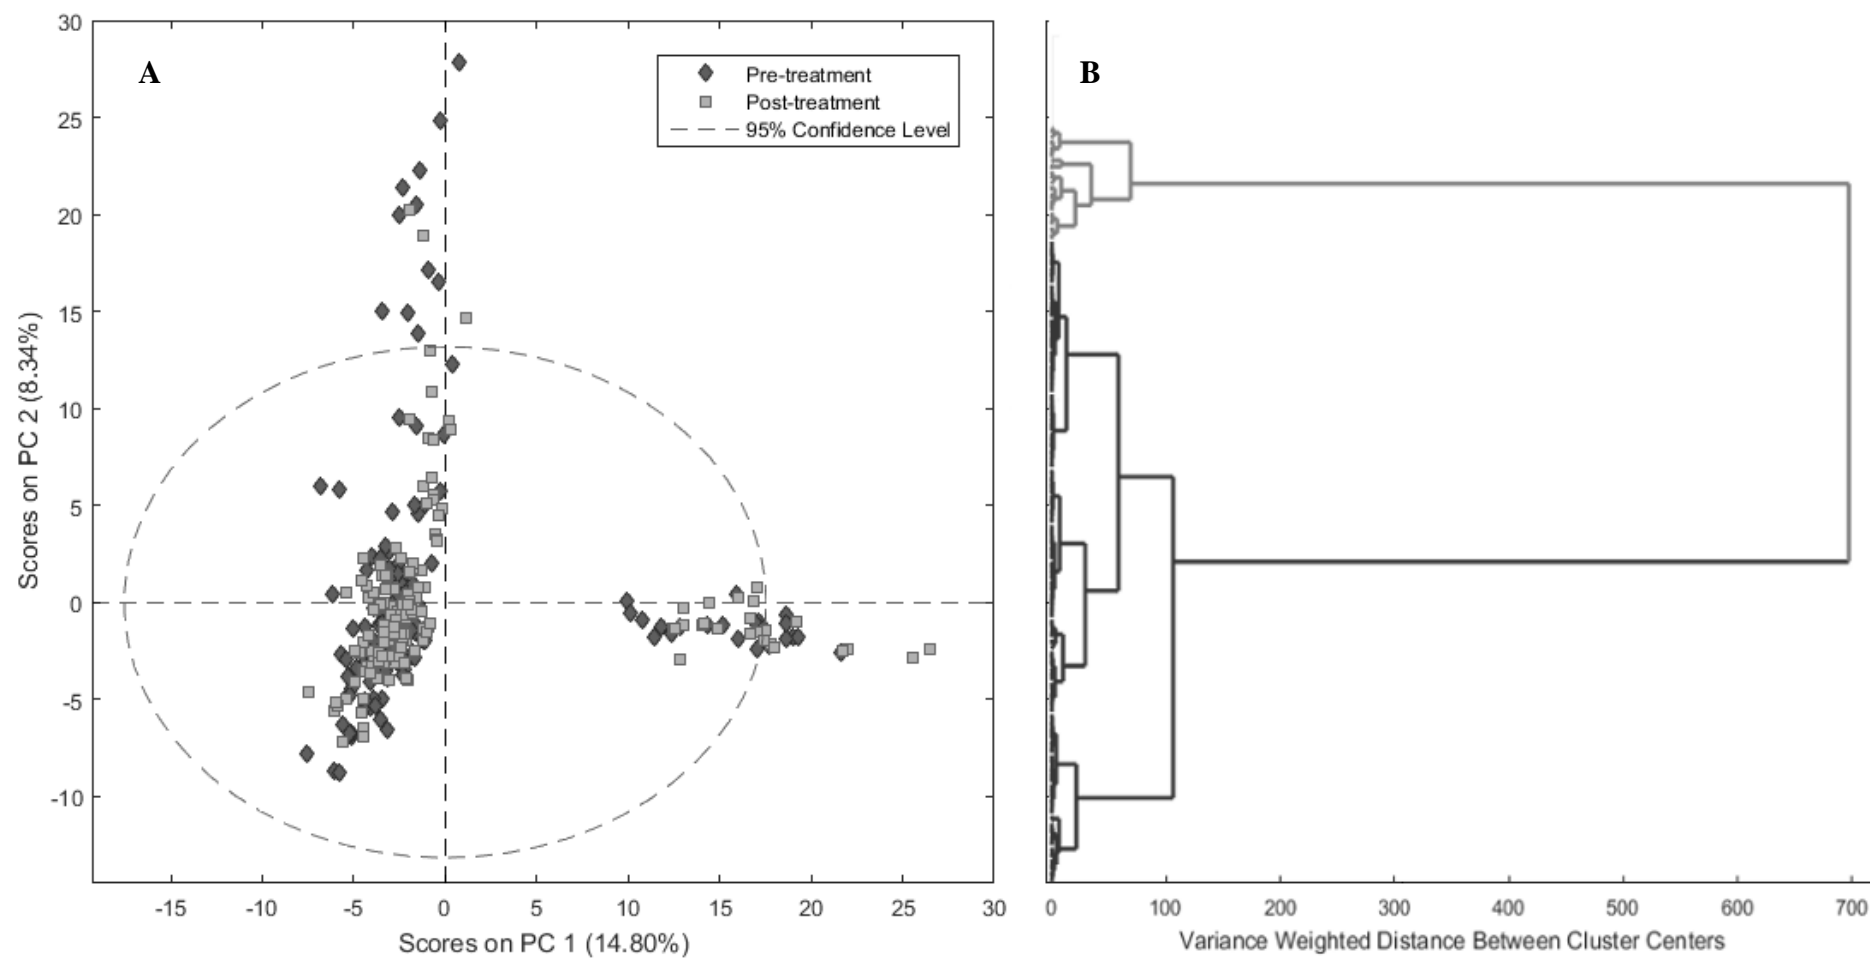 A
Pre-treatment
Post-treatment
95% Confidence Level
Scores on PC 2 (8.34%)
30
25
20
15
10
5
0
-5
-10
-15 -10 -5 0 5 10 15 20 25 30
Scores on PC 1 (14.80%)
B
0 100 200 300 400 500 600 700
Variance Weighted Distance Between Cluster Centers